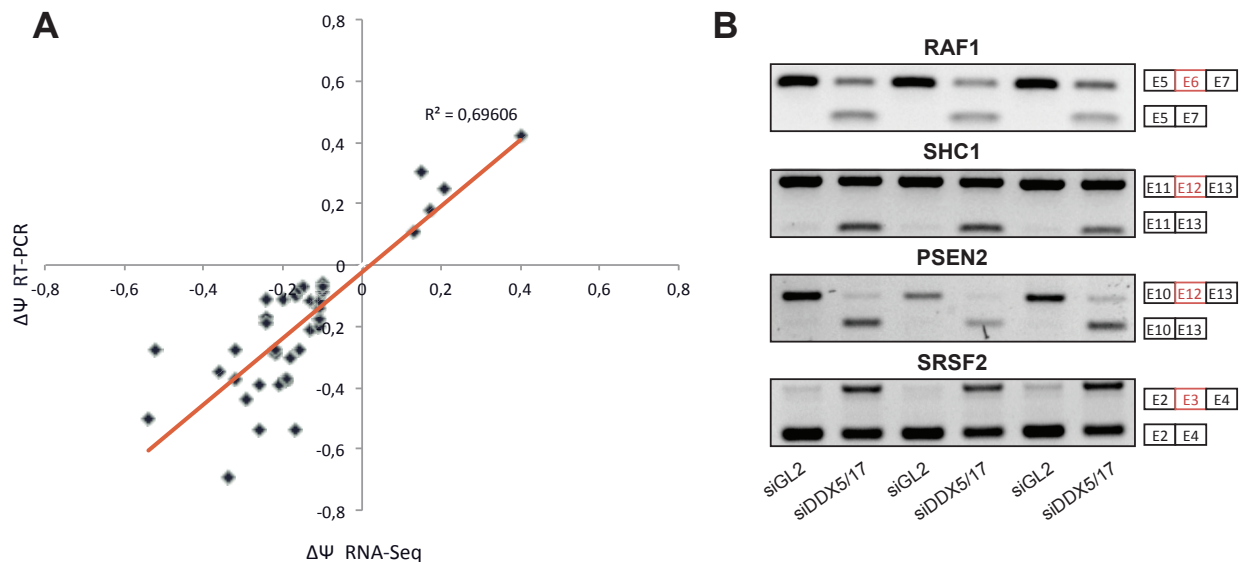 A
0,8
0,6
R² = 0,69606
0,4
0,2
0
-0,8 -0,6 -0,4 -0,2 0 0,2 0,4 0,6 0,8
-0,2
-0,4
-0,6
-0,8
ΔΨ RT-PCR
ΔΨ RNA-Seq
B
RAF1
E5 E6 E7
E5 E7
SHC1
E11 E12 E13
E11 E13
PSEN2
E10 E12 E13
E10 E13
SRSF2
E2 E3 E4
E2 E4
siGL2 siDDX5/17 siGL2 siDDX5/17 siGL2 siDDX5/17